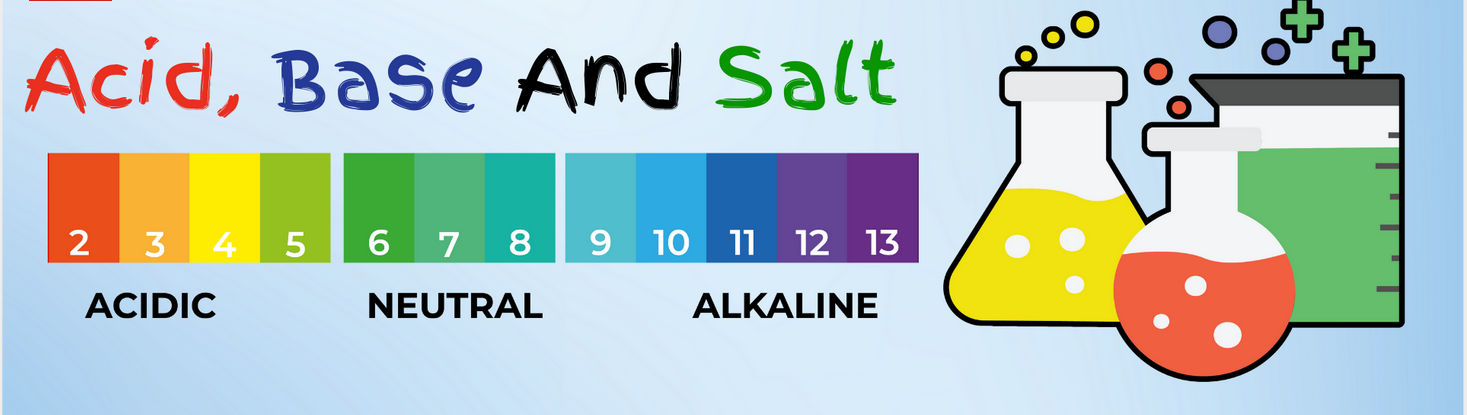 Acid, Base And Salt
2 3 4 5 6 7 8 9 10 11 12 13
ACIDIC NEUTRAL ALKALINE